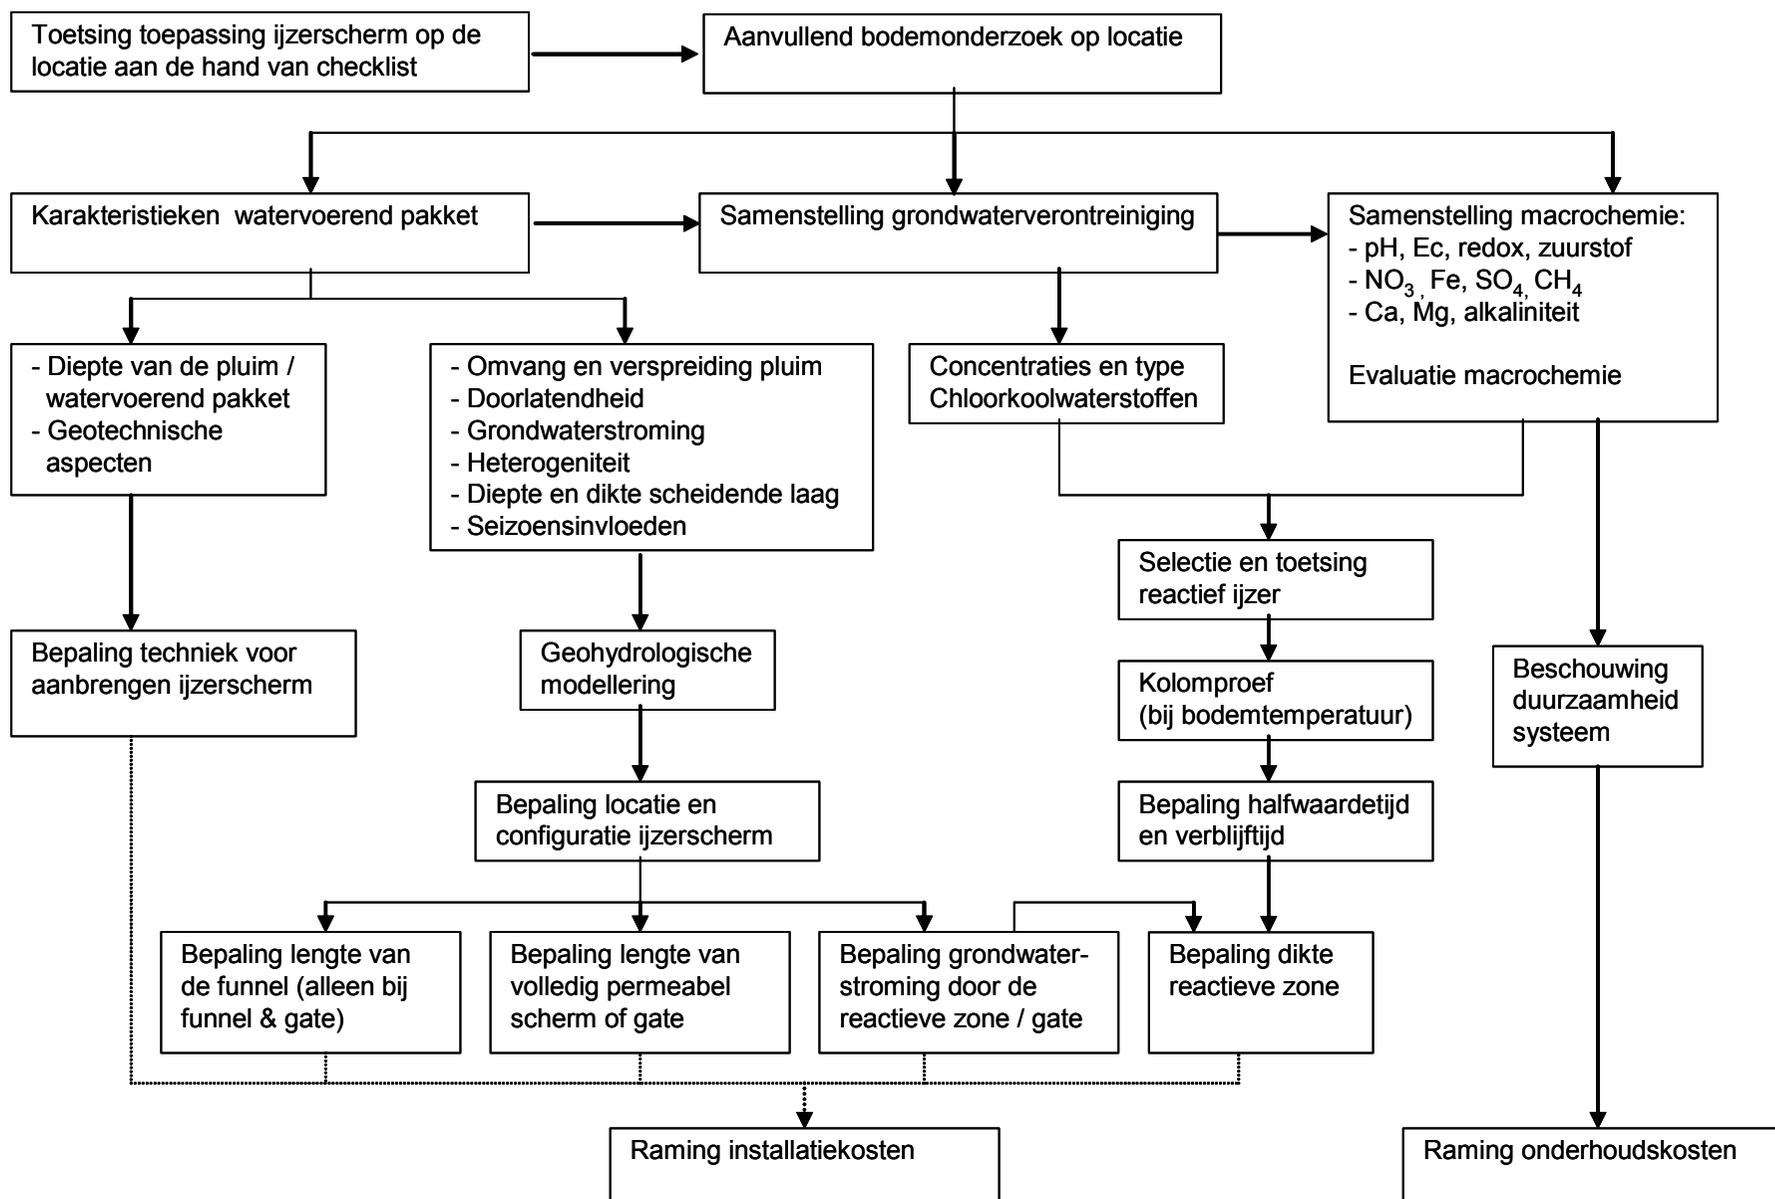 Toetsing toepassing ijzerscherm op de
locatie aan de hand van checklist
Aanvullend bodemonderzoek op locatie
Karakteristieken watervoerend pakket
Samenstelling grondwaterverontreiniging
Samenstelling macrochemie:
- pH, Ec, redox, zuurstof
- NO3, Fe, SO4, CH4
- Ca, Mg, alkaliniteit
Evaluatie macrochemie
- Diepte van de pluim /
watervoerend pakket
- Geotechnische
aspecten
- Omvang en verspreiding pluim
- Doorlatendheid
- Grondwaterstroming
- Heterogeniteit
- Diepte en dikte scheidende laag
- Seizoensinvloeden
Concentraties en type
Chloorkoolwaterstoffen
Selectie en toetsing
reactief ijzer
Bepaling techniek voor
aanbrengen ijzerscherm
Geohydrologische
modellering
Kolomproef
(bij bodemtemperatuur)
Beschouwing
duurzaamheid
systeem
Bepaling locatie en
configuratie ijzerscherm
Bepaling halfwaardetijd
en verblijftijd
Bepaling lengte van
de funnel (alleen bij
funnel & gate)
Bepaling lengte van
volledig permeabel
scherm of gate
Bepaling grondwater-
stroming door de
reactieve zone / gate
Bepaling dikte
reactieve zone
Raming installatiekosten
Raming onderhoudskosten